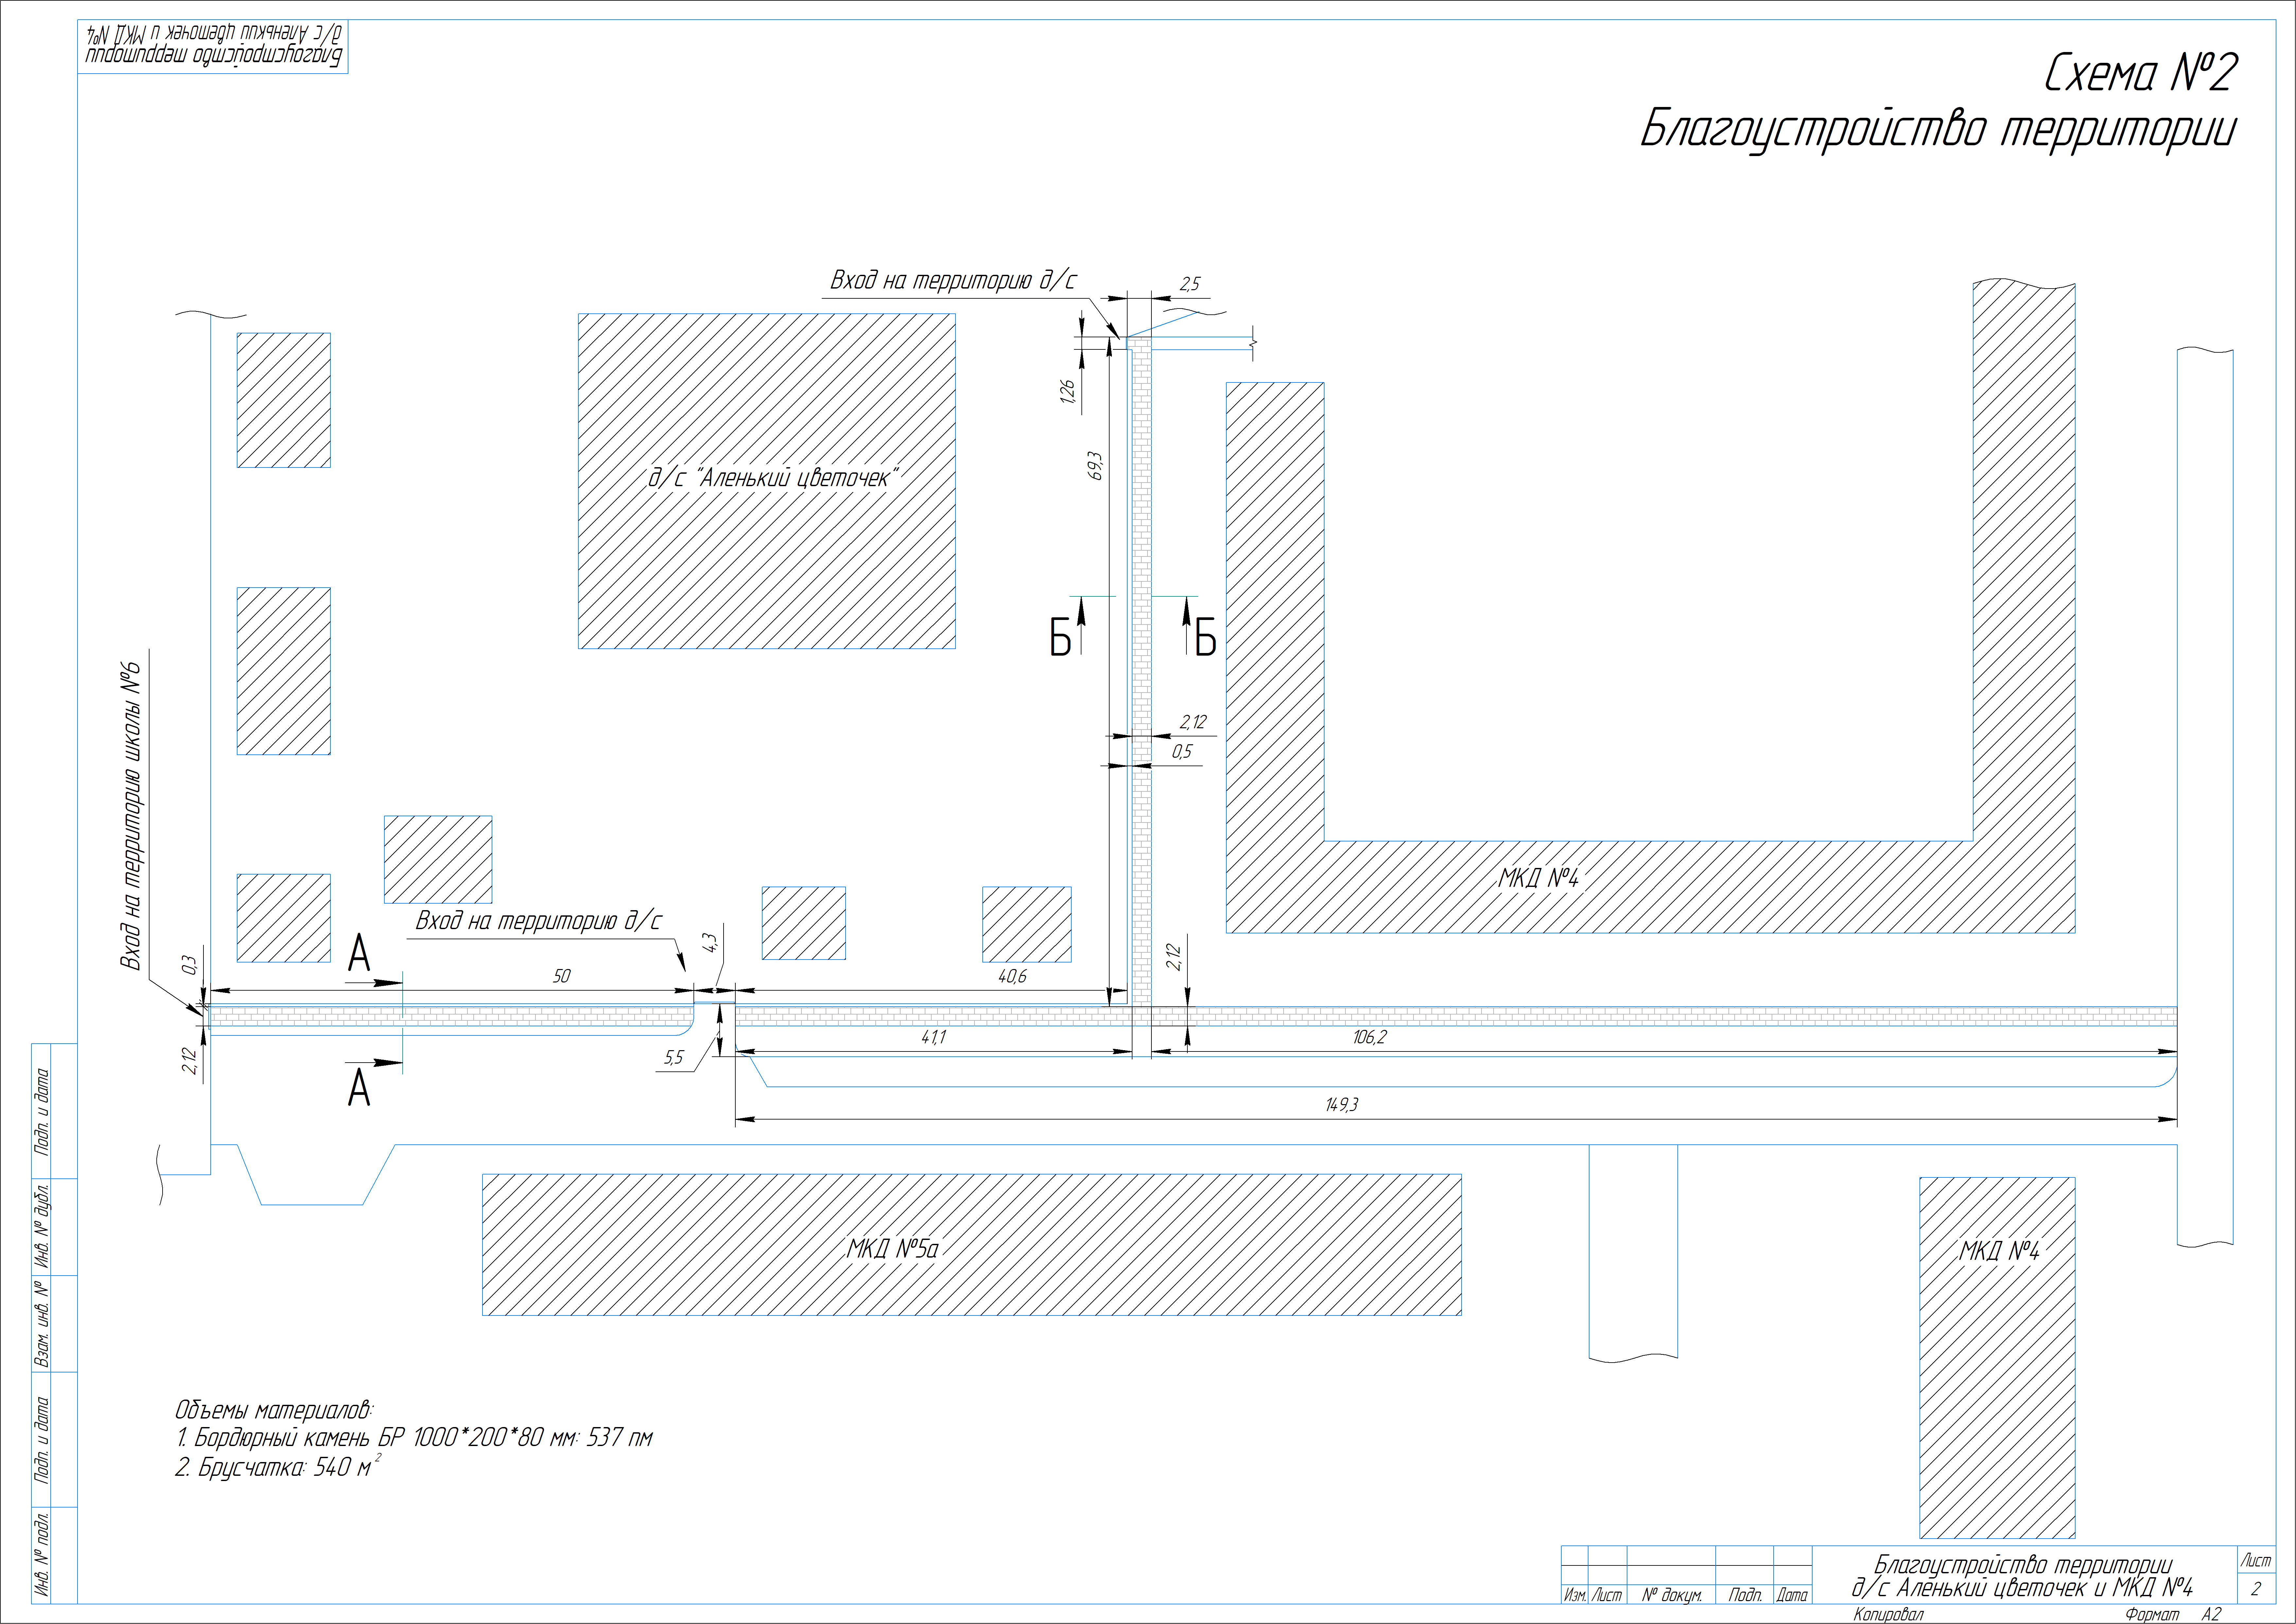 Благоустройство территории
д/с Аленький цветочек и МКД №4
Схема №2
Благоустройство территории
Вход на территорию д/с
2,5
1,26
69,3
д/с "Аленький цветочек"
Б
Б
2,12
0,5
Вход на территорию школы №6
МКД №4
Вход на территорию д/с
А
4,3
2,12
0,3
50
40,6
41,1
106,2
2,12
5,5
А
149,3
МКД №5а
МКД №4
Объемы материалов:
1. Бордюрный камень БР 1000*200*80 мм: 537 пм
2. Брусчатка: 540 м²
Подп. и дата
Инв. № дубл.
Взам. инв. №
Подп. и дата
Инв. № подл.
Изм. Лист № докум. Подп. Дата
Благоустройство территории
д/с Аленький цветочек и МКД №4
Лист
2
Копировал
Формат А2